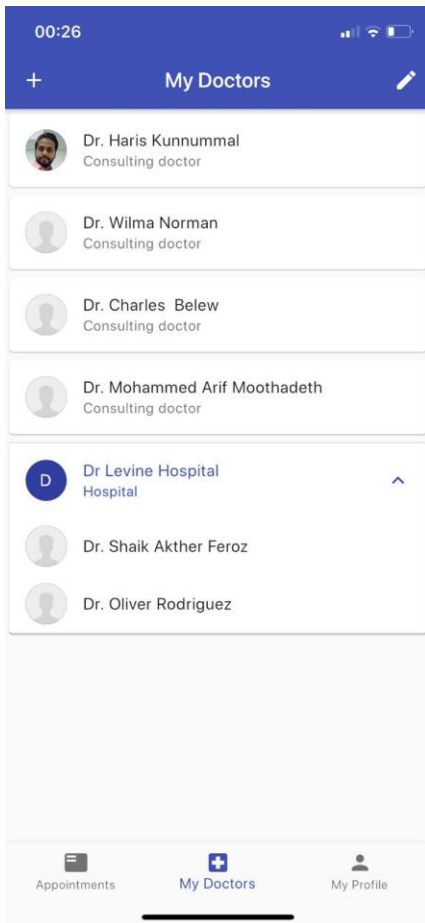 00:26
My Doctors
Dr. Haris Kunnummal
Consulting doctor
Dr. Wilma Norman
Consulting doctor
Dr. Charles  Belew
Consulting doctor
Dr. Mohammed Arif Moothadeth
Consulting doctor
D
Dr Levine Hospital
Hospital
Dr. Shaik Akther Feroz
Dr. Oliver Rodriguez
Appointments
My Doctors
My Profile